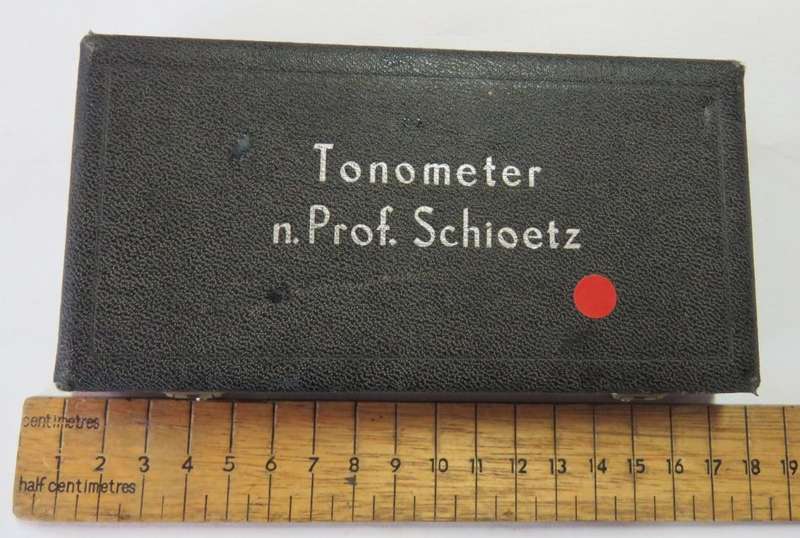 Tonometer
n. Prof. Schioetz
centimetres
1 2 3 4 5 6 7 8 9 10 11 12 13 14 15 16 17 18 19
half centimetres